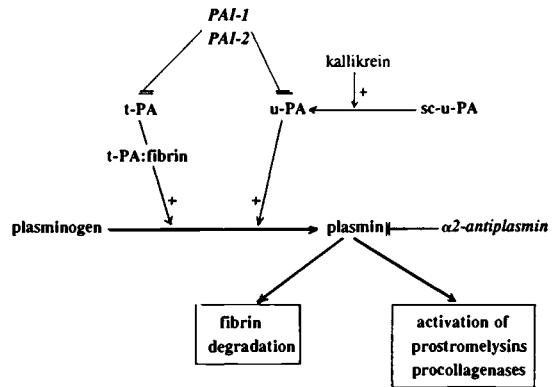 PAI-1
PAI-2
kallikrein
+
t-PA
u-PA
sc-u-PA
t-PA:fibrin
+
+
plasminogen
plasmin
α2-antiplasmin
fibrin
degradation
activation of
prostromelysins
procollagenases